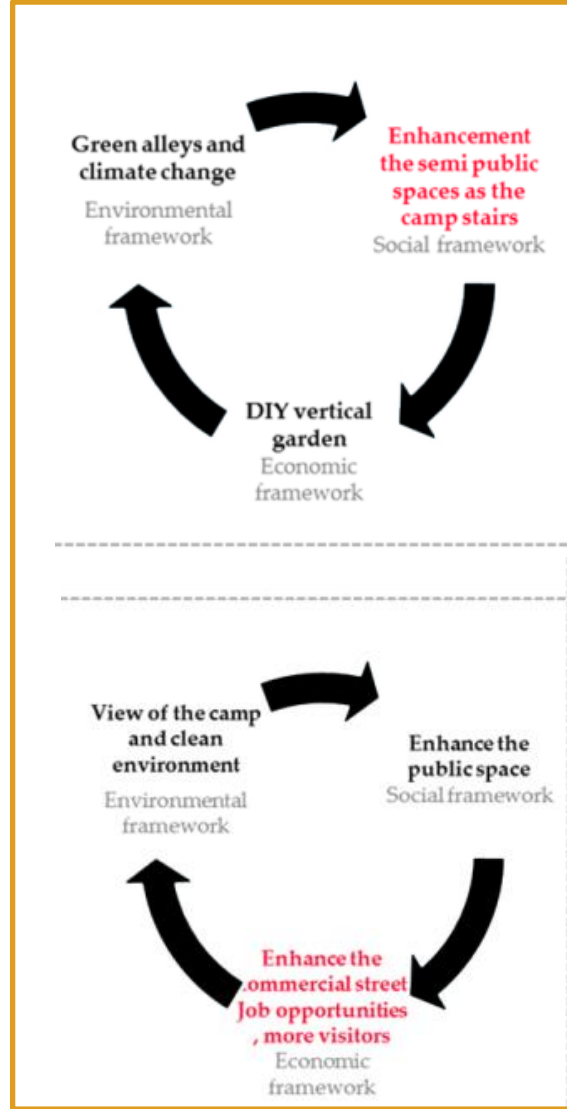 Green alleys and
climate change
Environmental
framework
Enhancement
the semi public
spaces as the
camp stairs
Social framework
DIY vertical
garden
Economic
framework
View of the camp
and clean
environment
Environmental
framework
Enhance the
public space
Social framework
Enhance the
.ommercial street
Job opportunities
, more visitors
Economic
framework